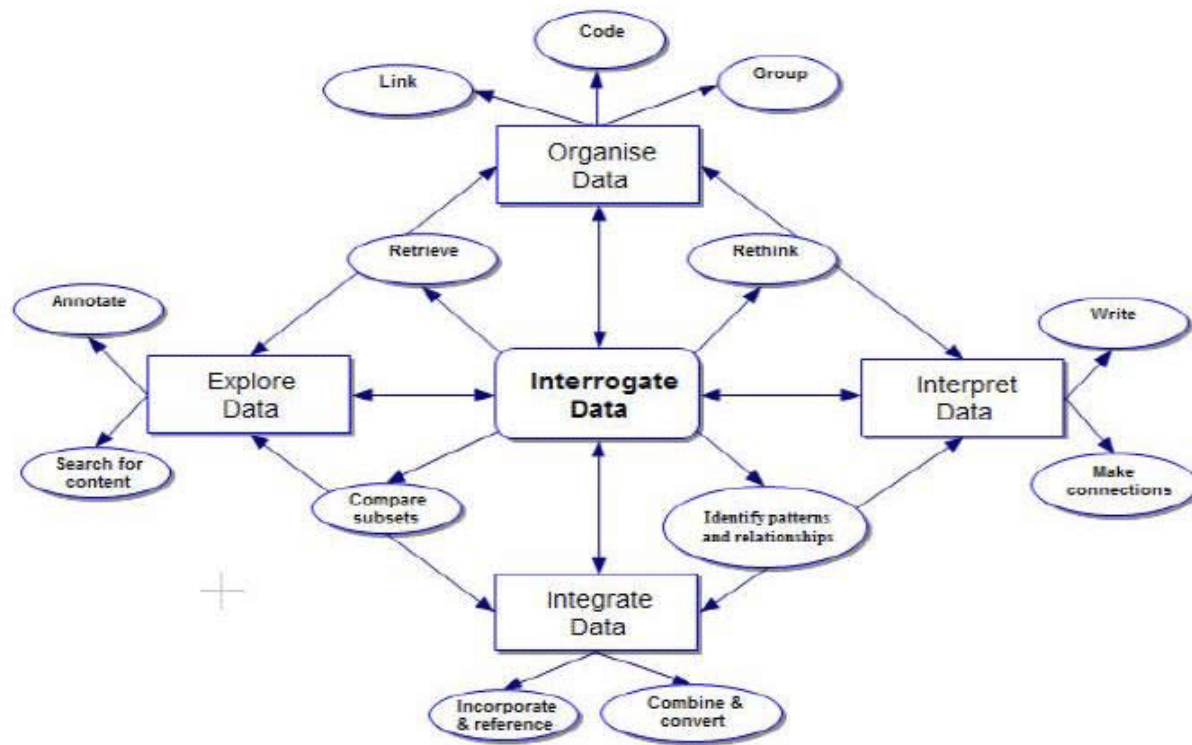 Code
Link
Group
Organise
Data
Retrieve
Rethink
Annotate
Write
Explore
Data
Interrogate
Data
Interpret
Data
Search for
content
Compare
subsets
Identify patterns
and relationships
Make
connections
Integrate
Data
Incorporate
& reference
Combine &
convert